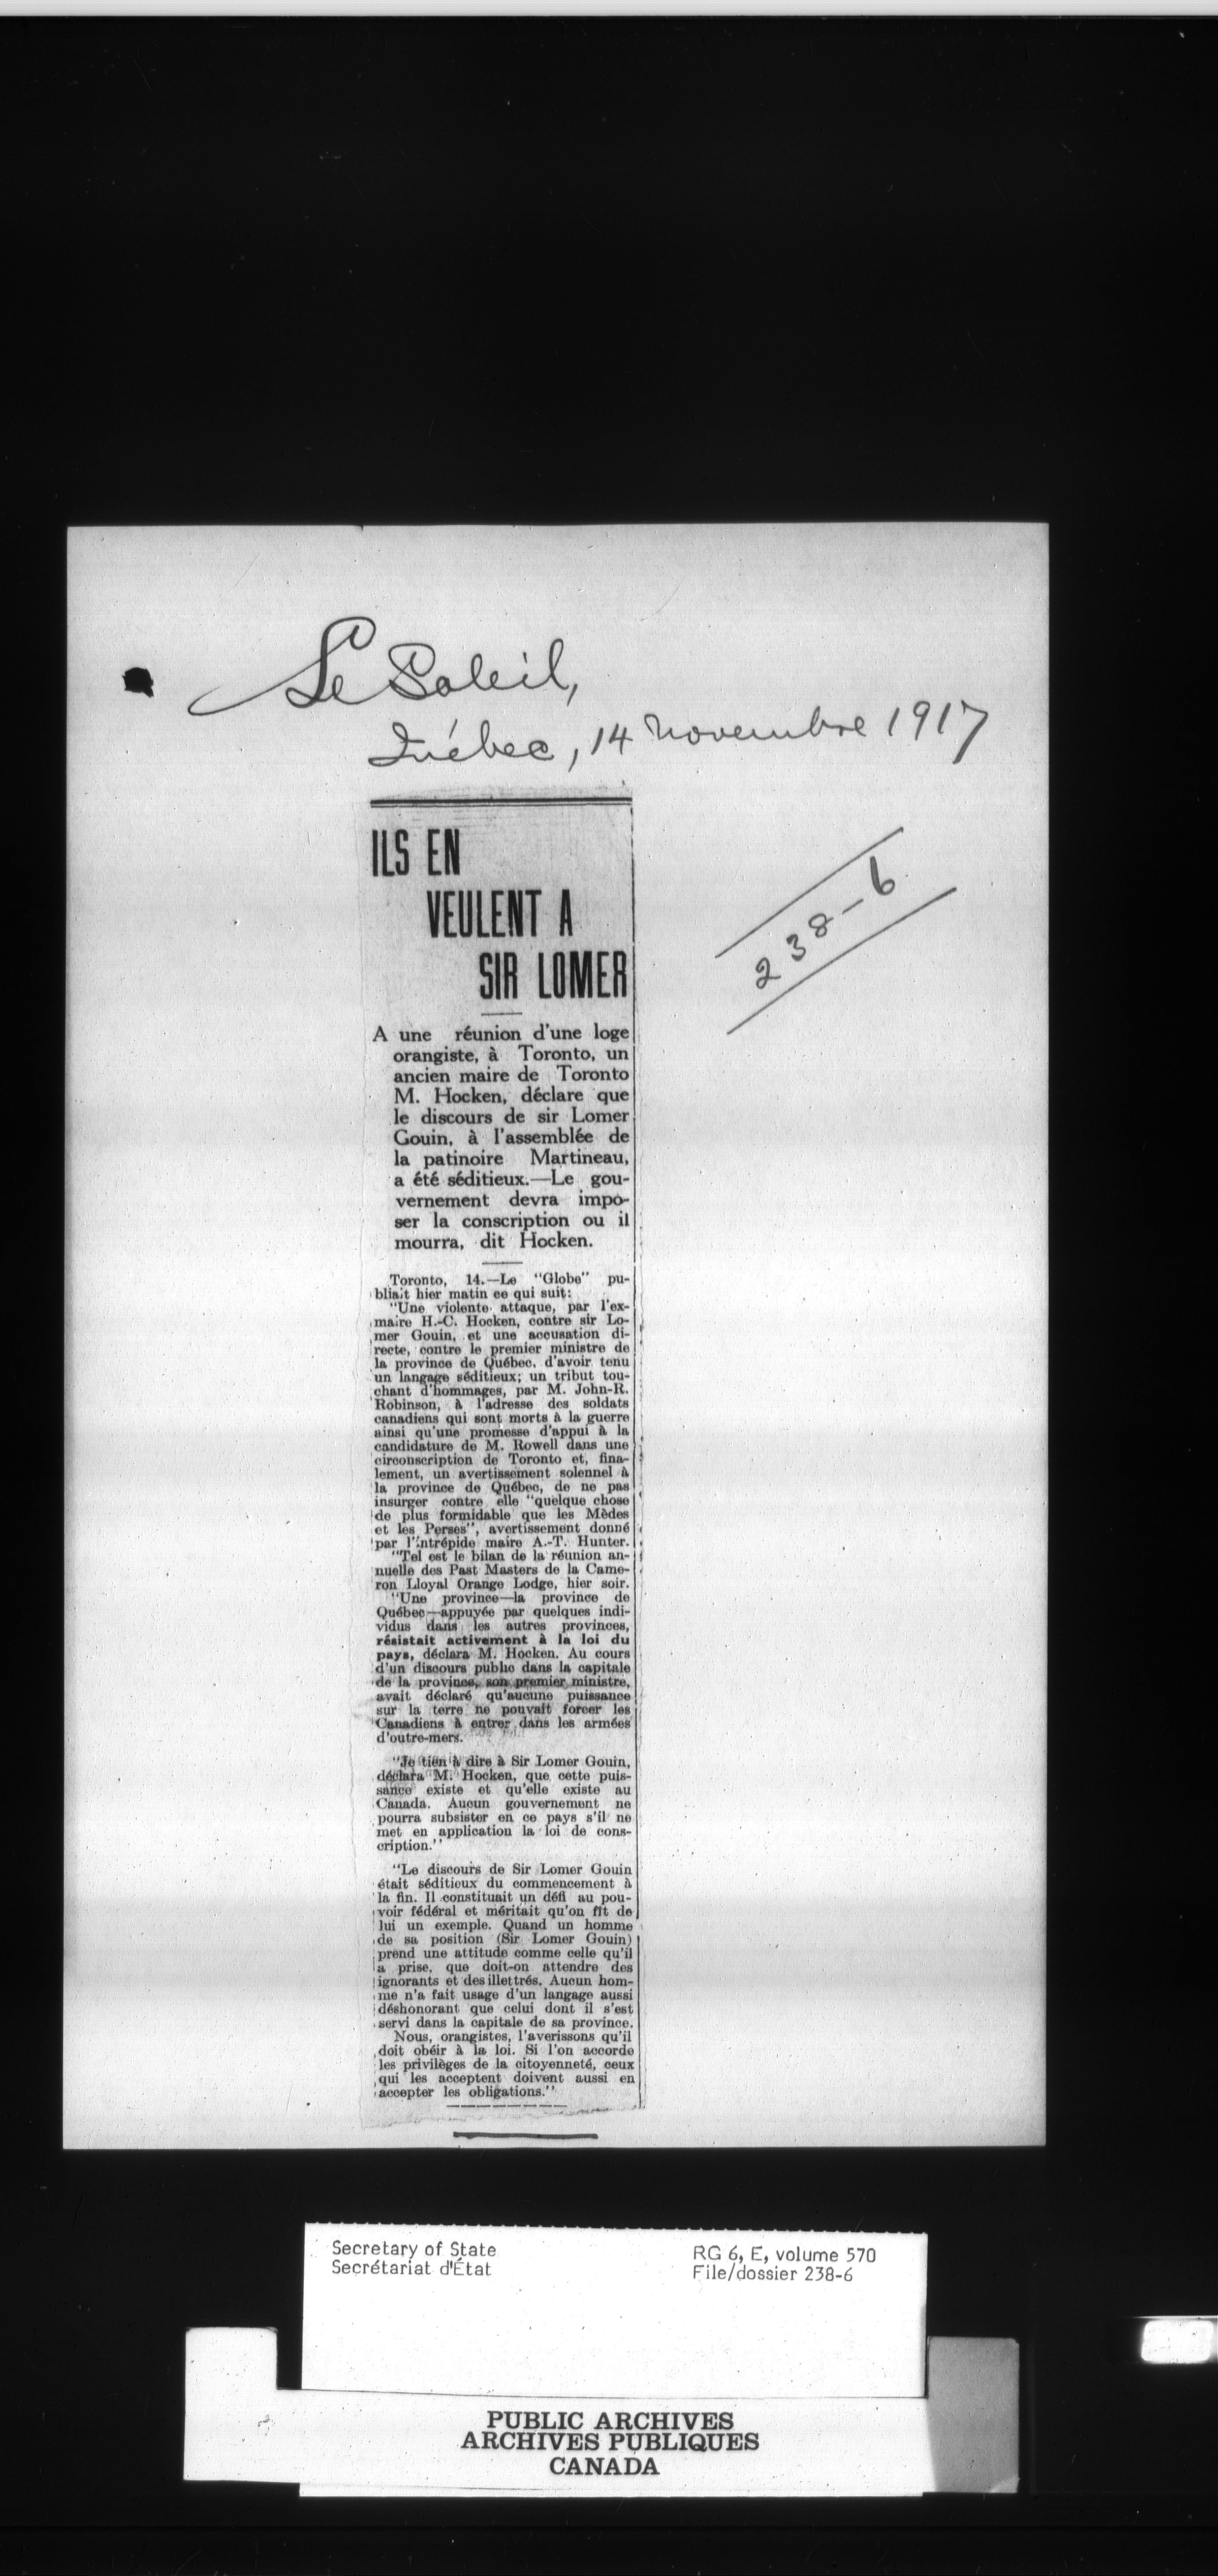 Le Soleil,
Québec, 14 novembre 1917
238-6
ILS EN
VEULENT A
SIR LOMER
A une réunion d'une loge
orangiste, à Toronto, un
ancien maire de Toronto
M. Hocken, déclare que
le discours de sir Lomer
Gouin, à l'assemblée de
la patinoire Martineau,
a été séditieux.—Le gou-
vernement devra impo-
ser la conscription ou il
mourra, dit Hocken.
Toronto, 14.—Le "Globe" pu-
bliait hier matin ce qui suit:
"Une violente attaque, par l'ex-
maire H.-C. Hocken, contre sir Lo-
mer Gouin, et une accusation di-
recte, contre le premier ministre de
la province de Québec, d'avoir tenu
un langage séditieux; un tribut tou-
chant d'hommages, par M. John-R.
Robinson, à l'adresse des soldats
canadiens qui sont morts à la guerre
ainsi qu'une promesse d'appui à la
candidature de M. Rowell dans une
circonscription de Toronto et, fina-
lement, un avertissement solennel à
la province de Québec, de ne pas
insurger contre elle "quelque chose
de plus formidable que les Mèdes
et les Perses", avertissement donné
par l'intrépide maire A.-T. Hunter.
"Tel est le bilan de la réunion an-
nuelle des Past Masters de la Came-
ron Lloyal Orange Lodge, hier soir.
"Une province—la province de
Québec—appuyée par quelques indi-
vidus dans les autres provinces,
résistait activement à la loi du
pays, déclara M. Hocken. Au cours
d'un discours public dans la capitale
de la province, son premier ministre,
avait déclaré qu'aucune puissance
sur la terre ne pouvait forcer les
Canadiens à entrer dans les armées
d'outre-mers.
"Je tien à dire à Sir Lomer Gouin,
déclara M. Hocken, que cette puis-
sance existe et qu'elle existe au
Canada. Aucun gouvernement ne
pourra subsister en ce pays s'il ne
met en application la loi de cons-
cription."
"Le discours de Sir Lomer Gouin
était séditieux du commencement à
la fin. Il constituait un défi au pou-
voir fédéral et méritait qu'on fît de
lui un exemple. Quand un homme
de sa position (Sir Lomer Gouin)
prend une attitude comme celle qu'il
a prise, que doit-on attendre des
ignorants et des illettrés. Aucun hom-
me n'a fait usage d'un langage aussi
déshonorant que celui dont il s'est
servi dans la capitale de sa province.
Nous, orangistes, l'averissons qu'il
doit obéir à la loi. Si l'on accorde
les privilèges de la citoyenneté, ceux
qui les acceptent doivent aussi en
accepter les obligations."
Secretary of State
Secrétariat d'État
RG 6, E, volume 570
File/dossier 238-6
PUBLIC ARCHIVES
ARCHIVES PUBLIQUES
CANADA